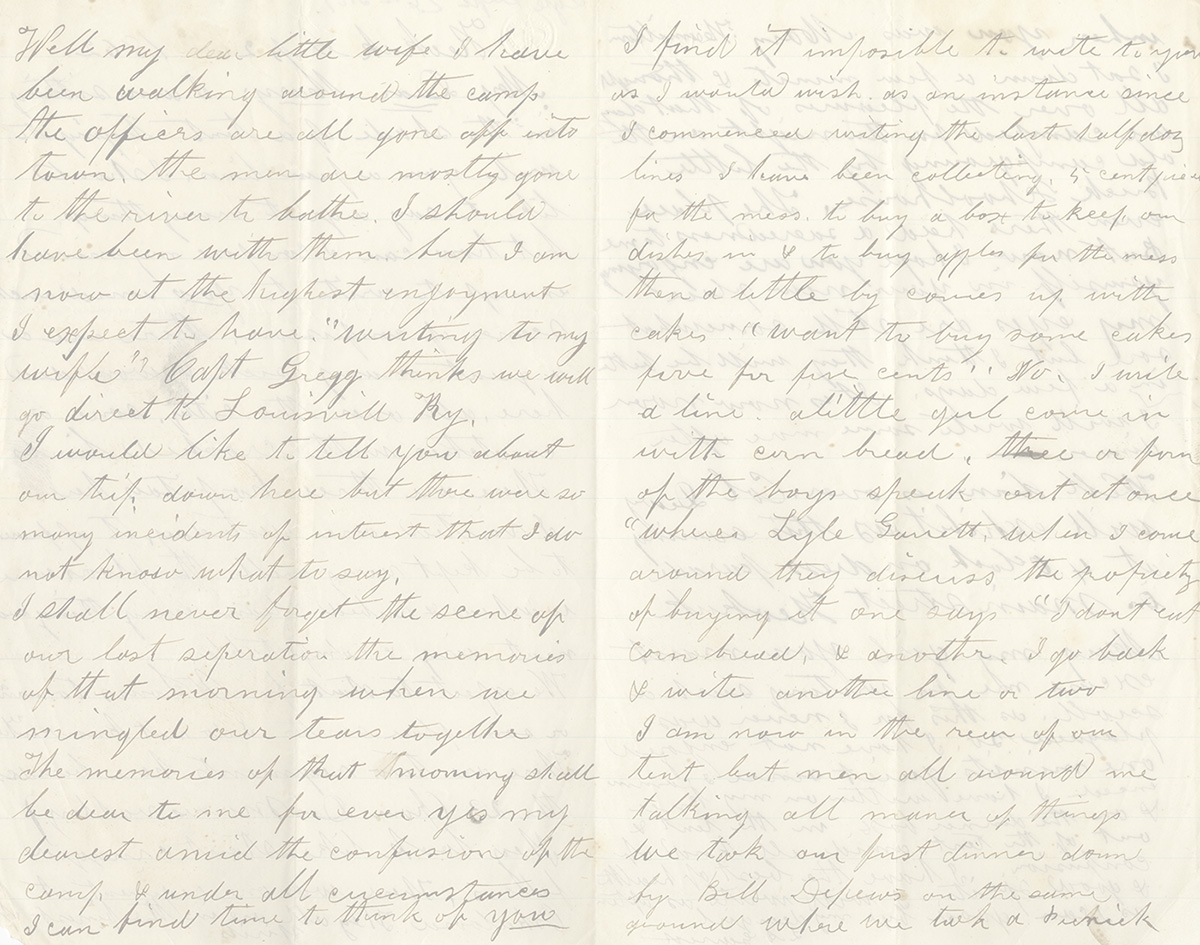 Well my dear little wife I have
been walking around the camp
the officers are all gone off into
town. the men are mostly gone
to the river to bathe. I should
have been with them but I am
now at the highest enjoyment
I expect to have. "writing to my
wife" Capt Gregg thinks we will
go direct to Louisvill Ky.
I would like to tell you about
our trip down here but there were so
many incidents of interest that I do
not know what to say.
I shall never forget the scene of
our last seperation the memories
of that morning when we
mingled our tears together
The memories of that morning shall
be dear to me for ever yes my
dearest amid the confusion of the
camp & under all circumstances
I can find time to think of you
I find it imposible to write to you
as I would wish. as an instance since
I commenced writing the last half doz
lines I have been collecting 5 cent pieces
for the mess. to buy a box to keep our
dishes in & to buy apples for the mess
then a little boy comes up with
cakes. "want to buy some cakes
five for five cents" No, I write
a line. a little girl come in
with corn bread, three or four
of the boys speak out at once
"wheres Lyle Garrett, when I come
around they discuss the propriety
of buying it one says "I dont eat
corn bread, & another. I go back
& write another line or two
I am now in the rear of our
tent but men all around me
talking all maner of things
we took our first dinner down
by Bill Depews on the same
ground where we took a picnick